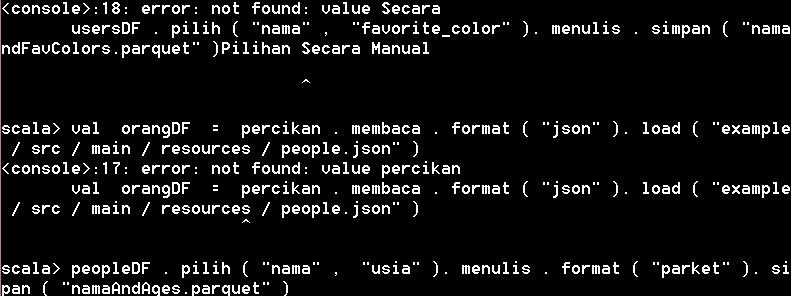 <console>:18: error: not found: value Secara
usersDF . pilih ( "nama" , "favorite_color" ). menulis . simpan ( "nama
ndFavColors.parquet" )Pilihan Secara Manual
^
scala> val orangDF = percikan . membaca . format ( "json" ). load ( "example
/ src / main / resources / people.json" )
<console>:17: error: not found: value percikan
val orangDF = percikan . membaca . format ( "json" ). load ( "example
/ src / main / resources / people.json" )
^
scala> peopleDF . pilih ( "nama" , "usia" ). menulis . format ( "parket" ). si
pan ( "namaAndAges.parquet" )